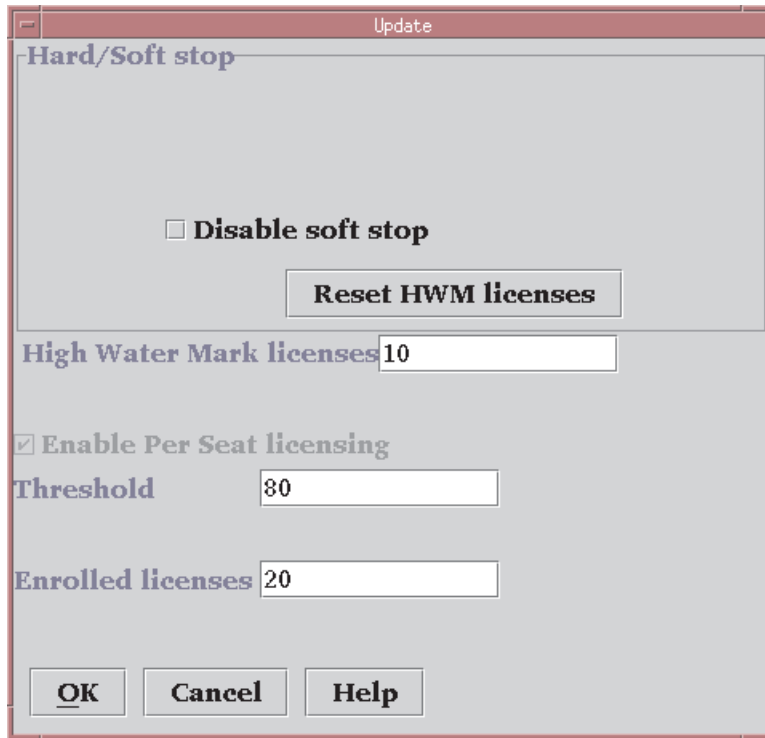 Update
Hard/Soft stop
Disable soft stop
Reset HWM licenses
High Water Mark licenses 10
Enable Per Seat licensing
Threshold 80
Enrolled licenses 20
OK Cancel Help